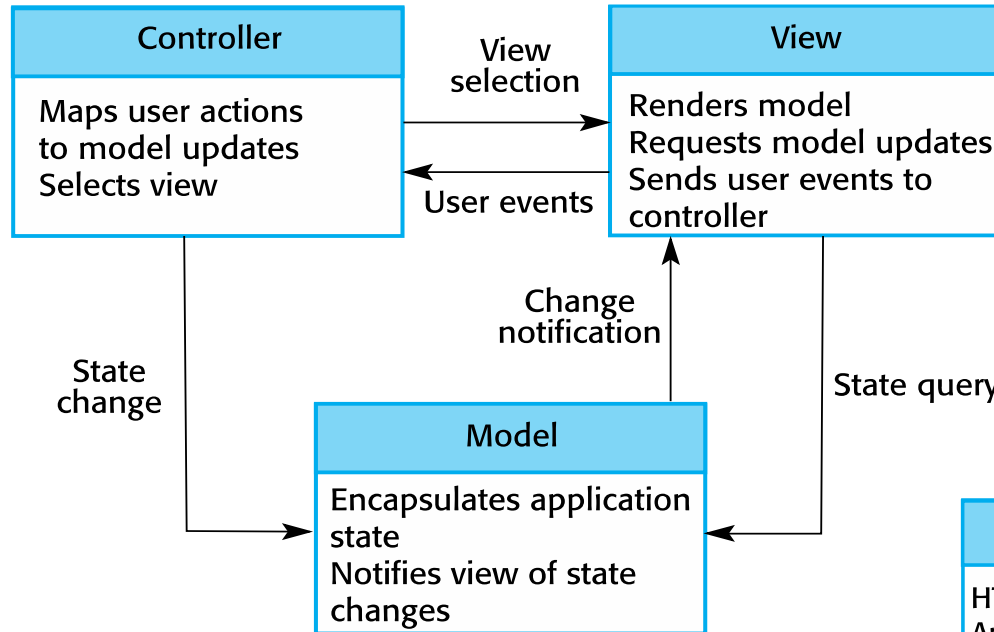 Controller
Maps user actions
to model updates
Selects view
View
selection
User events
View
Renders model
Requests model updates
Sends user events to
controller
Change
notification
State
change
State query
Model
Encapsulates application
state
Notifies view of state
changes